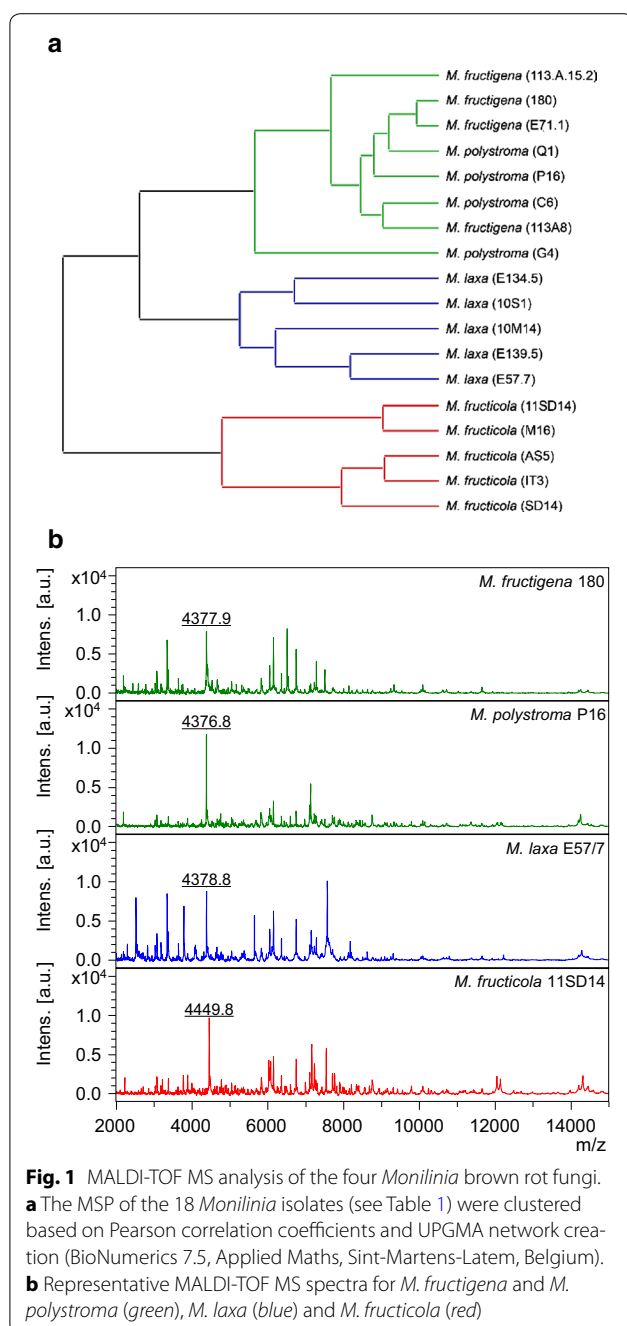 a
M. fructigena (113.A.15.2)
M. fructigena (180)
M. fructigena (E71.1)
M. polystroma (Q1)
M. polystroma (P16)
M. polystroma (C6)
M. fructigena (113A8)
M. polystroma (G4)
M. laxa (E134.5)
M. laxa (10S1)
M. laxa (10M14)
M. laxa (E139.5)
M. laxa (E57.7)
M. fructicola (11SD14)
M. fructicola (M16)
M. fructicola (AS5)
M. fructicola (IT3)
M. fructicola (SD14)
b
Intens. [a.u.]
x10⁴
1.0
0.5
0.0
4377.9
M. fructigena 180
Intens. [a.u.]
x10⁴
1.0
0.5
0.0
4376.8
M. polystroma P16
Intens. [a.u.]
x10⁴
1.0
0.5
0.0
4378.8
M. laxa E57/7
Intens. [a.u.]
x10⁴
1.0
0.5
0.0
4449.8
M. fructicola 11SD14
2000 4000 6000 8000 10000 12000 14000
m/z
Fig. 1 MALDI-TOF MS analysis of the four Monilinia brown rot fungi.
a The MSP of the 18 Monilinia isolates (see Table 1) were clustered
based on Pearson correlation coefficients and UPGMA network crea-
tion (BioNumerics 7.5, Applied Maths, Sint-Martens-Latem, Belgium).
b Representative MALDI-TOF MS spectra for M. fructigena and M.
polystroma (green), M. laxa (blue) and M. fructicola (red)